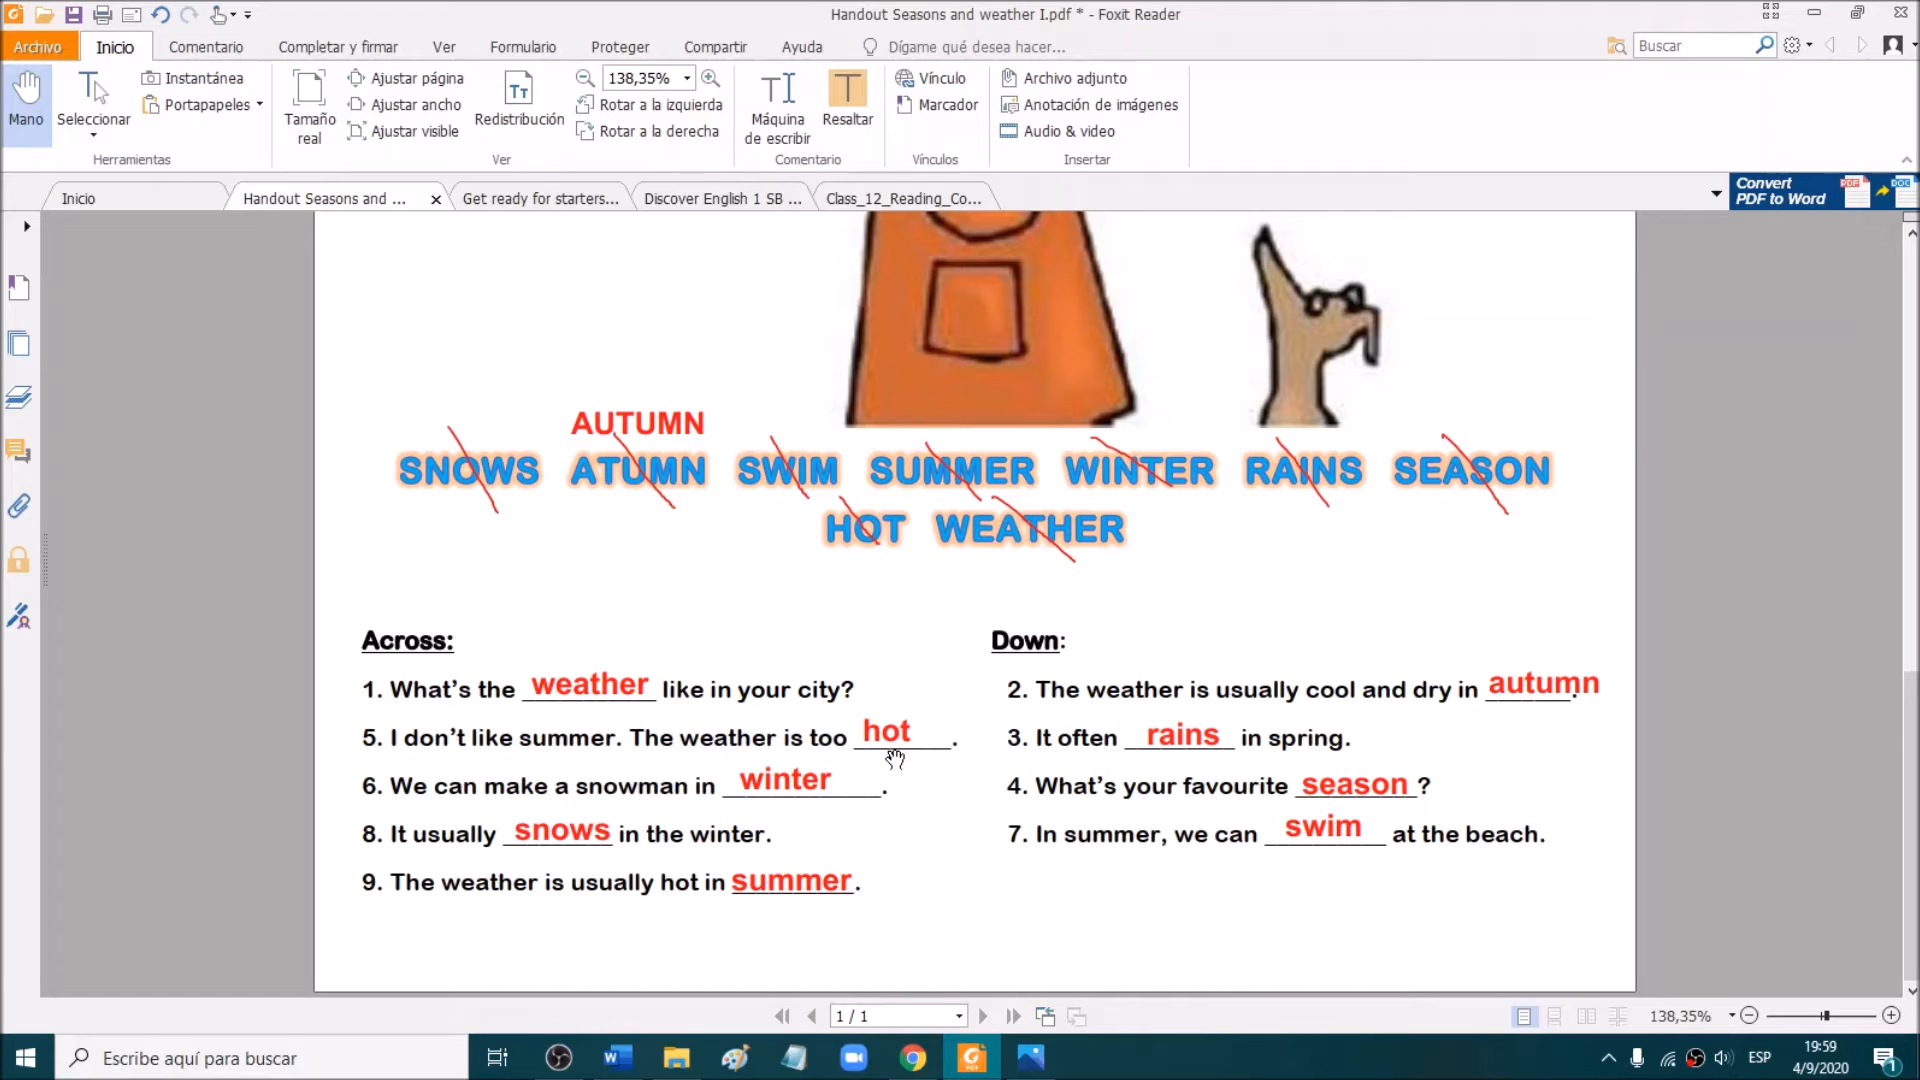 Handout Seasons and weather I.pdf * - Foxit Reader
Archivo Inicio Comentario Completar y firmar Ver Formulario Proteger Compartir Ayuda Dígame qué desea hacer... Buscar
Mano
Seleccionar
Instantánea
Portapapeles
Herramientas
Tamaño real
Ajustar página
Ajustar ancho
Ajustar visible
Redistribución
138,35%
Rotar a la izquierda
Rotar a la derecha
Ver
Máquina de escribir
Resaltar
Comentario
Vínculo
Marcador
Vínculos
Archivo adjunto
Anotación de imágenes
Audio & video
Insertar
Inicio Handout Seasons and ... Get ready for starters... Discover English 1 SB ... Class_12_Reading_Co...
Convert
PDF to Word
PDF DOC
AUTUMN
SNOWS ATUMN SWIM SUMMER WINTER RAINS SEASON
HOT WEATHER
Across:
1. What's the weather like in your city?
5. I don't like summer. The weather is too hot.
6. We can make a snowman in winter.
8. It usually snows in the winter.
9. The weather is usually hot in summer.
Down:
2. The weather is usually cool and dry in autumn.
3. It often rains in spring.
4. What's your favourite season?
7. In summer, we can swim at the beach.
1 / 1
138,35%
Escribe aquí para buscar
ESP
19:59
4/9/2020
1